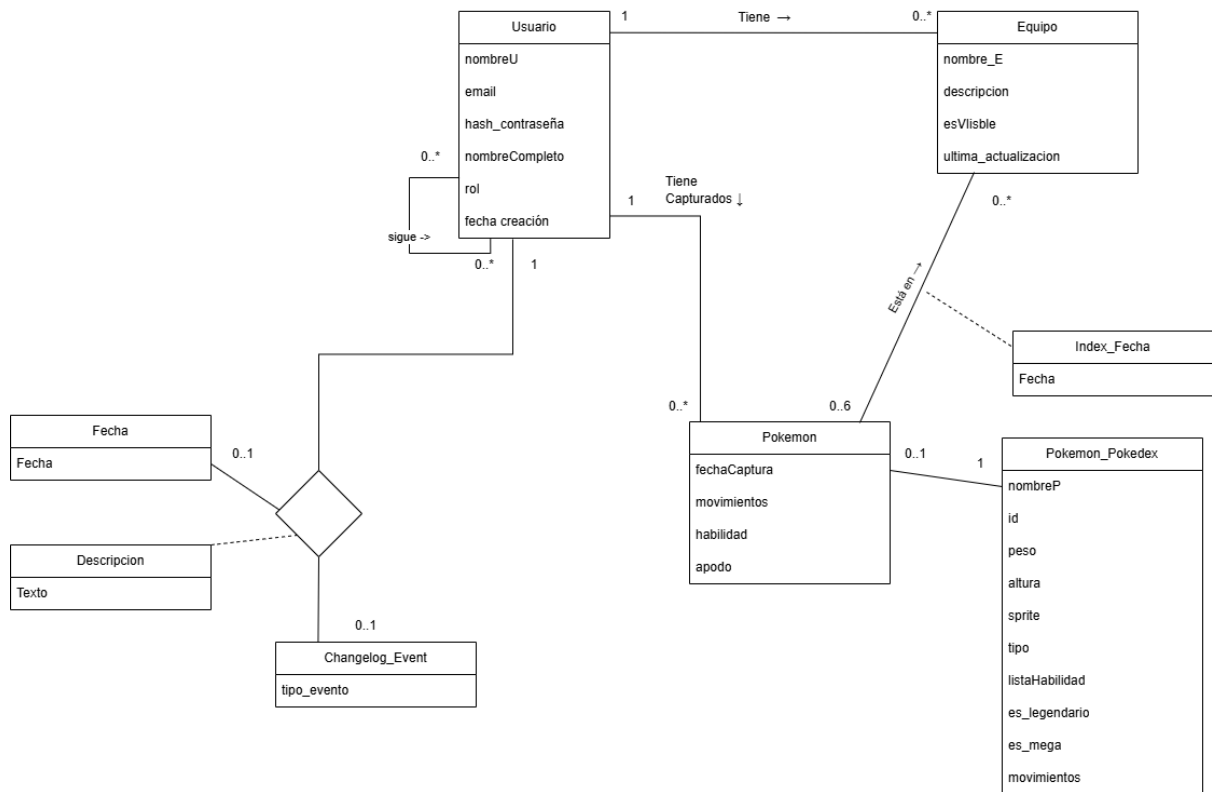 Usuario
nombreU
email
hash_contraseña
nombreCompleto
rol
fecha creación
1
Tiene →
0..*
Equipo
nombre_E
descripcion
esVIisble
ultima_actualizacion
0..*
sigue ->
0..*
1
1
Tiene
Capturados ↓
0..*
Está en →
0..*
0..6
Index_Fecha
Fecha
Pokemon
fechaCaptura
movimientos
habilidad
apodo
0..1
1
Pokemon_Pokedex
nombreP
id
peso
altura
sprite
tipo
listaHabilidad
es_legendario
es_mega
movimientos
Fecha
Fecha
0..1
Descripcion
Texto
0..1
Changelog_Event
tipo_evento